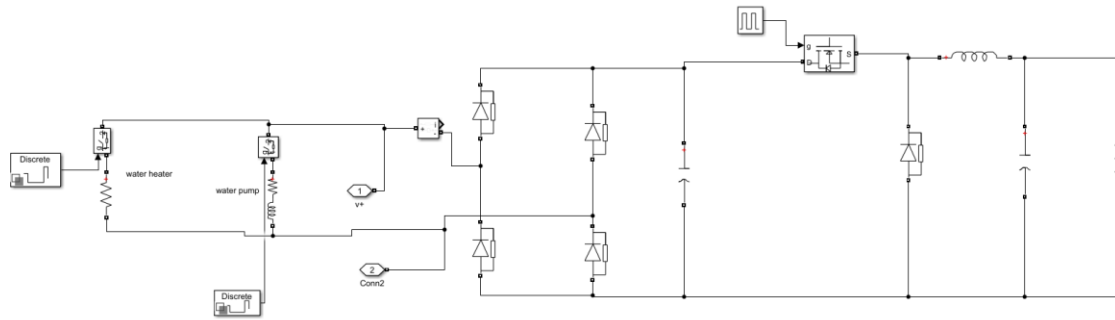 g
S
D
+
-
i
Discrete
water heater
water pump
1
v+
2
Conn2
Discrete